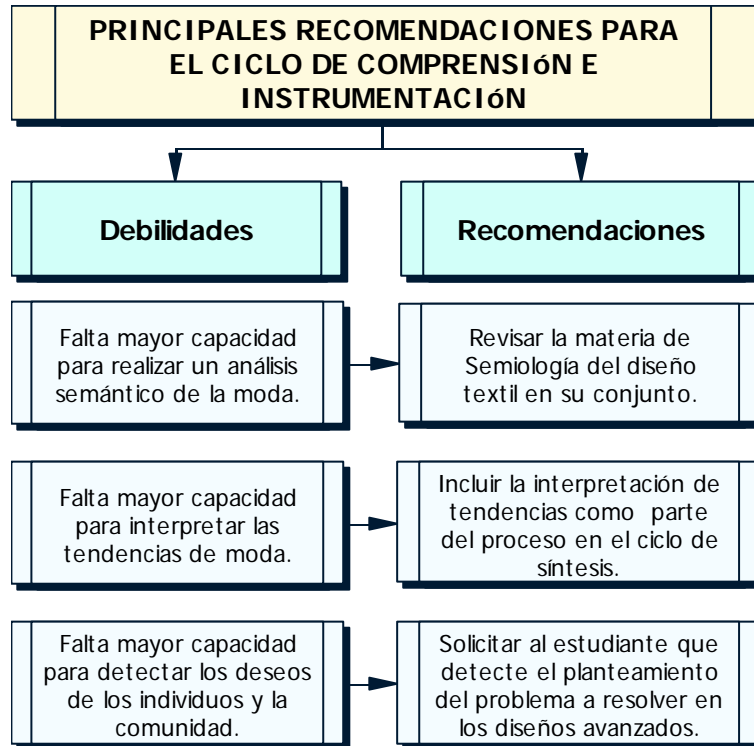 PRINCIPALES RECOMENDACIONES PARA
EL CICLO DE COMPRENSIóN E
INSTRUMENTACIóN
Debilidades
Recomendaciones
Falta mayor capacidad
para realizar un análisis
semántico de la moda.
Revisar la materia de
Semiología del diseño
textil en su conjunto.
Falta mayor capacidad
para interpretar las
tendencias de moda.
Incluir la interpretación de
tendencias como parte
del proceso en el ciclo de
síntesis.
Falta mayor capacidad
para detectar los deseos
de los individuos y la
comunidad.
Solicitar al estudiante que
detecte el planteamiento
del problema a resolver en
los diseños avanzados.